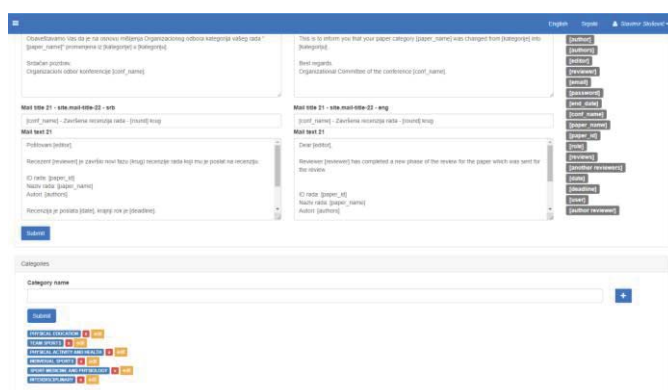 English Srpski
Obaveštavamo Vas da je na osnovu mišljenja Organizacionog odbora kategorija vašeg rada "
[paper_name]" promenjena iz [kategorije] u [kategoriju].
Srdačan pozdrav
Organizacioni odbor konferencije [conf_name]
This is to inform you that your paper category [paper_name] was changed from [kategorije] into
[kategoriju].
Best regards
Organizational Committee of the conference [conf_name]
Mail title 21 - site.mail-title-22 - srb
[conf_name] - Završena recenzija rada - [round] krug
Mail text 21
Poštovani [editor],
Recezent [reviewer] je završio novi fazu [krug] recenzije rada koji mu je poslat na recenziju.
ID rada: [paper_id]
Naziv rada: [paper_name]
Autori: [authors]
Recenzija je poslata [date], krajnji rok je [deadline].
Mail title 21 - site.mail-title-22 - eng
[conf_name] - Završena recenzija rada - [round] krug
Mail text 21
Dear [editor],
Reviewer [reviewer] has completed a new phase of the review for the paper which was sent for
the review.
ID rada: [paper_id]
Naziv rada: [paper_name]
Autori: [authors]
[author]
[authors]
[editor]
[reviewer]
[email]
[password]
[end_date]
[conf_name]
[paper_name]
[paper_id]
[role]
[reviews]
[another reviewers]
[date]
[deadline]
[user]
[author reviewer]
Submit
Categories
Category name
+
Submit
PHYSICAL EDUCATION x edit
TEAM SPORTS x edit
PHYSICAL ACTIVITY AND HEALTH x edit
INDIVIDUAL SPORTS x edit
SPORT MEDICINE AND PHYSIOLOGY x edit
INTERDISCIPLINARY x edit